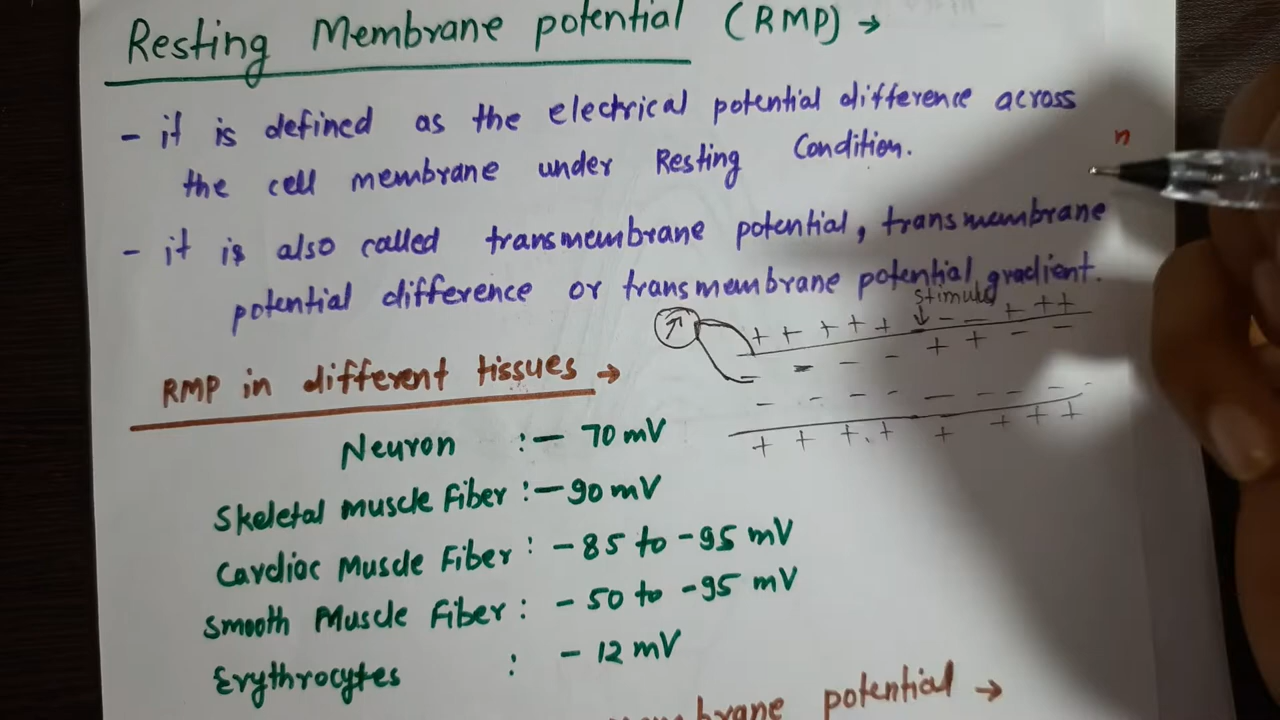 Resting Membrane potential (RMP) →
- it is defined as the electrical potential difference across
the cell membrane under Resting Condition.
n
- it is also called transmembrane potential, transmembrane
potential difference or transmembrane potential gradient.
stimulus
+ + + + + ↓ - - + + +
- - - - + + - -
- - - - - - - -
+ + + + + + + +
RMP in different tissues →
Neuron :- 70 mV
Skeletal muscle Fiber :- 90 mV
Cardiac Muscle Fiber : - 85 to -95 mV
Smooth Muscle Fiber : - 50 to -95 mV
Erythrocytes : - 12 mV
membrane potential →